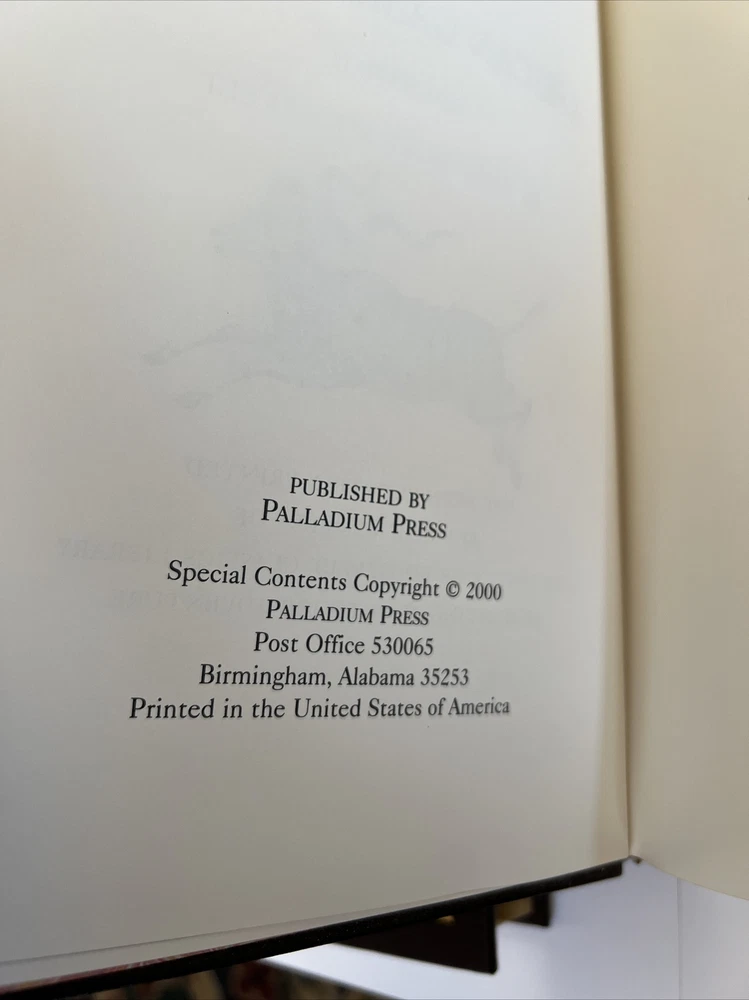 PUBLISHED BY
PALLADIUM PRESS
Special Contents Copyright © 2000
PALLADIUM PRESS
Post Office 530065
Birmingham, Alabama 35253
Printed in the United States of America